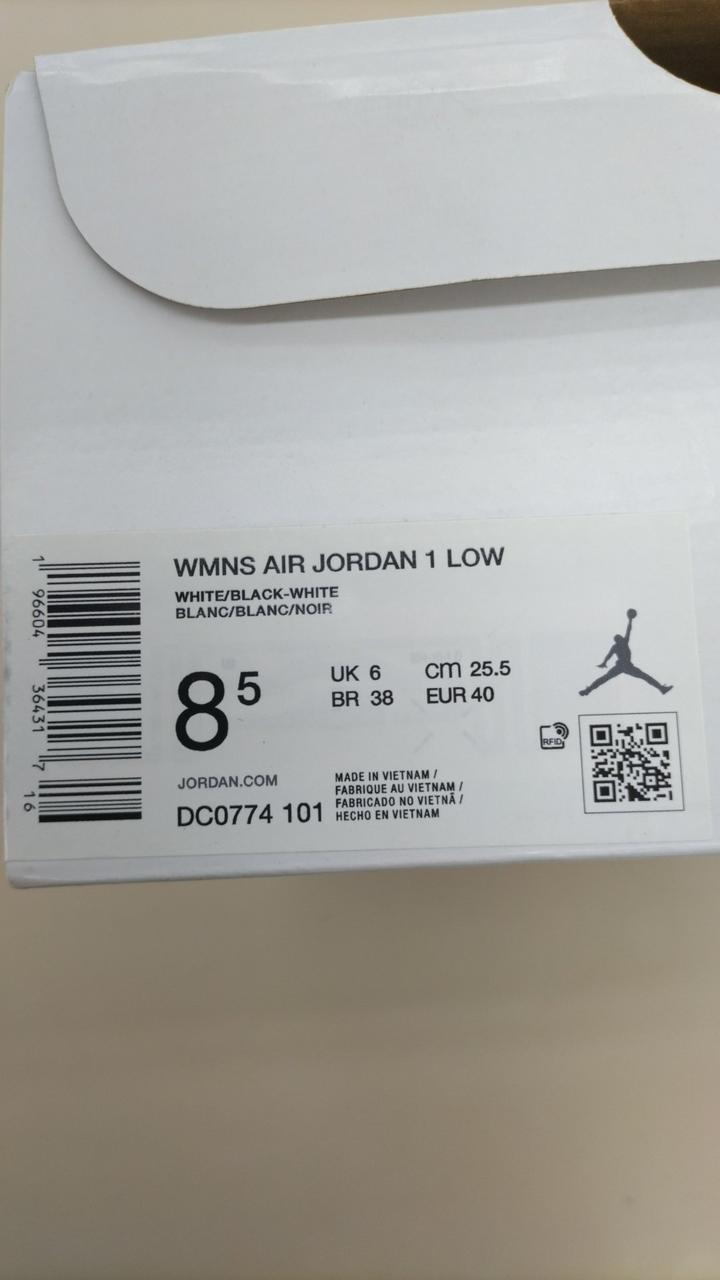 WMNS AIR JORDAN 1 LOW
WHITE/BLACK-WHITE
BLANC/BLANC/NOIR
8 5
UK 6 cm 25.5
BR 38 EUR 40
RFID
JORDAN.COM
DC0774 101
MADE IN VIETNAM /
FABRIQUE AU VIETNAM /
FABRICADO NO VIETNÃ /
HECHO EN VIETNAM
1 96604 36431 7 16